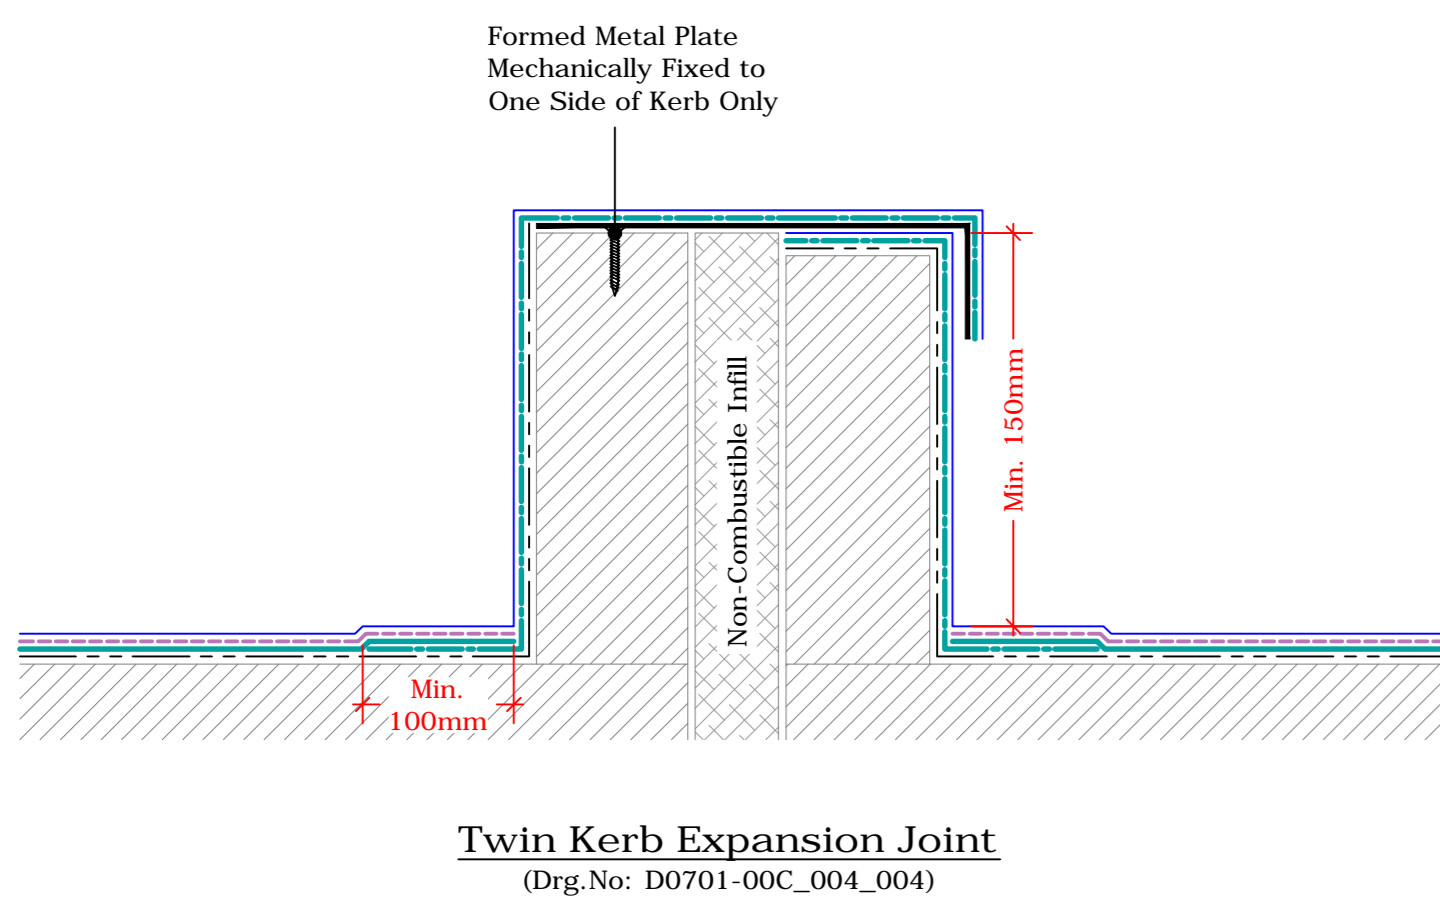 Formed Metal Plate
Mechanically Fixed to
One Side of Kerb Only
Non-Combustible Infill
Min. 150mm
Min.
100mm
Twin Kerb Expansion Joint
(Drg.No: D0701-00C_004_004)